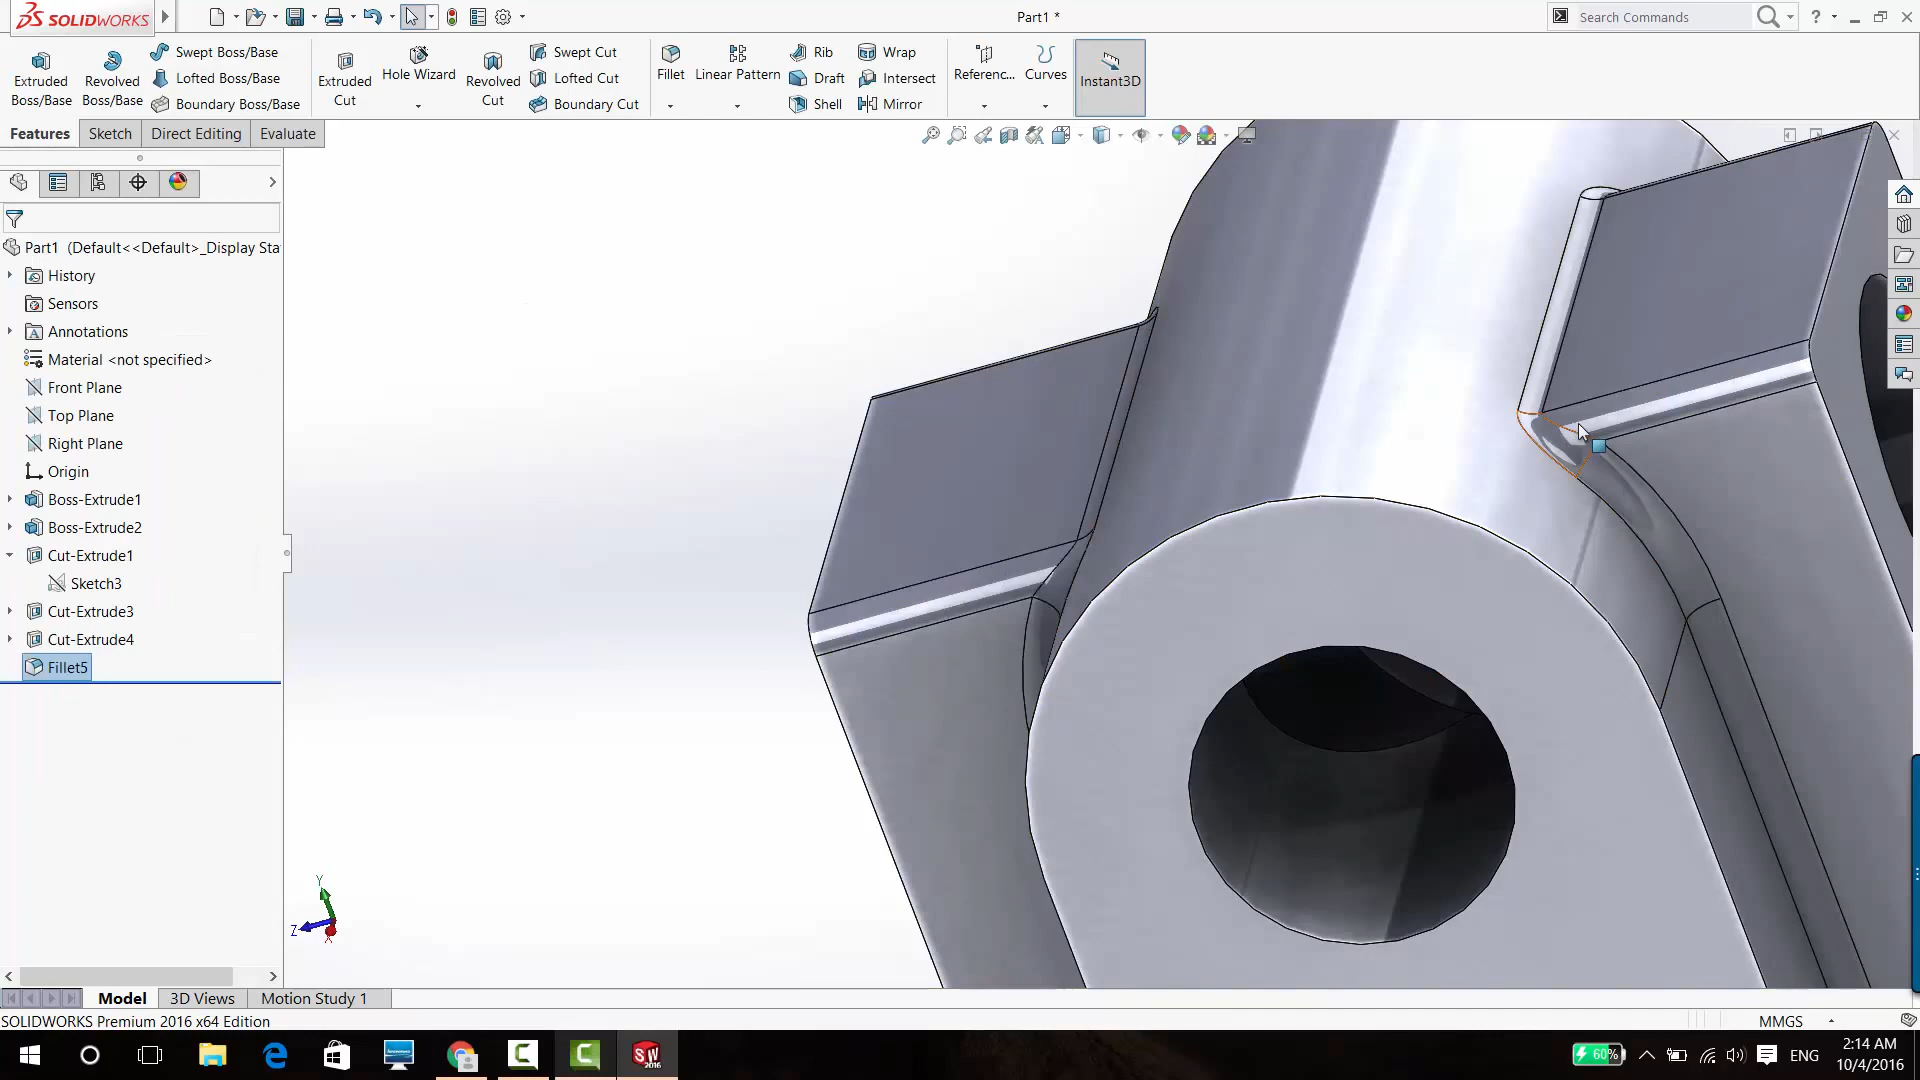 SOLIDWORKS
Part1 *
Search Commands
Extruded Boss/Base
Revolved Boss/Base
Swept Boss/Base
Lofted Boss/Base
Boundary Boss/Base
Extruded Cut
Hole Wizard
Revolved Cut
Swept Cut
Lofted Cut
Boundary Cut
Fillet
Linear Pattern
Rib
Draft
Shell
Wrap
Intersect
Mirror
Referenc...
Curves
Instant3D
Features
Sketch
Direct Editing
Evaluate
Part1 (Default<<Default>_Display Sta
History
Sensors
Annotations
Material <not specified>
Front Plane
Top Plane
Right Plane
Origin
Boss-Extrude1
Boss-Extrude2
Cut-Extrude1
Sketch3
Cut-Extrude3
Cut-Extrude4
Fillet5
Y
Z
X
Model
3D Views
Motion Study 1
SOLIDWORKS Premium 2016 x64 Edition
MMGS
SW
2016
60%
ENG
2:14 AM
10/4/2016